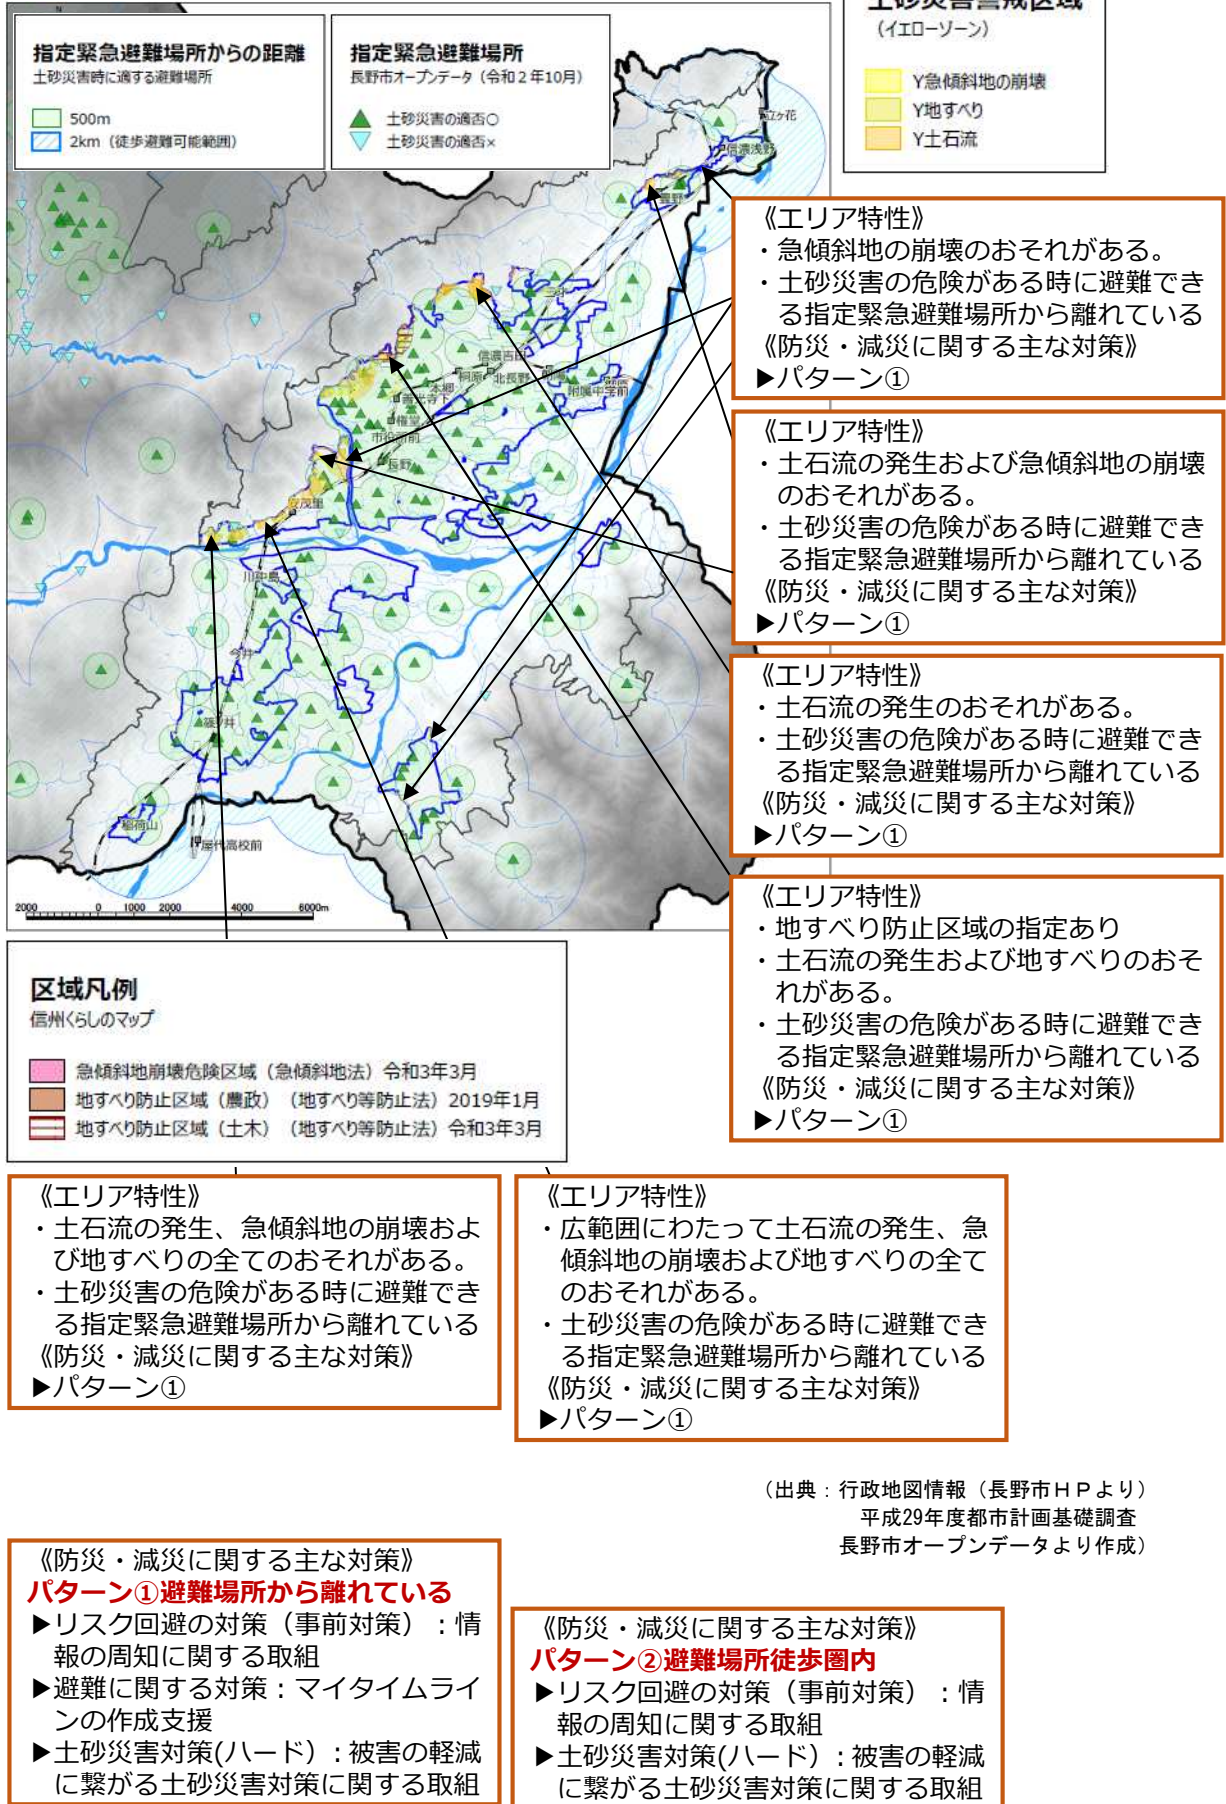 指定緊急避難場所からの距離
土砂災害時に適する避難場所
500m
2km（徒歩避難可能範囲）
指定緊急避難場所
長野市オープンデータ（令和２年10月）
土砂災害の適否○
土砂災害の適否×
土砂災害警戒区域
（イエローゾーン）
Y急傾斜地の崩壊
Y地すべり
Y土石流
立ヶ花
信濃浅野
豊野
三才
信濃吉田
桐原
北長野
附属中学前
本郷
善光寺下
権堂
市役所前
長野
安茂里
川中島
今井
篠ノ井
稲荷山
屋代高校前
2000 0 1000 2000 4000 6000m
《エリア特性》
・急傾斜地の崩壊のおそれがある。
・土砂災害の危険がある時に避難でき
る指定緊急避難場所から離れている
《防災・減災に関する主な対策》
▶パターン①
《エリア特性》
・土石流の発生および急傾斜地の崩壊
のおそれがある。
・土砂災害の危険がある時に避難でき
る指定緊急避難場所から離れている
《防災・減災に関する主な対策》
▶パターン①
《エリア特性》
・土石流の発生のおそれがある。
・土砂災害の危険がある時に避難でき
る指定緊急避難場所から離れている
《防災・減災に関する主な対策》
▶パターン①
《エリア特性》
・地すべり防止区域の指定あり
・土石流の発生および地すべりのおそ
れがある。
・土砂災害の危険がある時に避難でき
る指定緊急避難場所から離れている
《防災・減災に関する主な対策》
▶パターン①
区域凡例
信州くらしのマップ
急傾斜地崩壊危険区域（急傾斜地法）令和3年3月
地すべり防止区域（農政）（地すべり等防止法）2019年1月
地すべり防止区域（土木）（地すべり等防止法）令和3年3月
《エリア特性》
・土石流の発生、急傾斜地の崩壊およ
び地すべりの全てのおそれがある。
・土砂災害の危険がある時に避難でき
る指定緊急避難場所から離れている
《防災・減災に関する主な対策》
▶パターン①
《エリア特性》
・広範囲にわたって土石流の発生、急
傾斜地の崩壊および地すべりの全て
のおそれがある。
・土砂災害の危険がある時に避難でき
る指定緊急避難場所から離れている
《防災・減災に関する主な対策》
▶パターン①
（出典：行政地図情報（長野市ＨＰより）
平成29年度都市計画基礎調査
長野市オープンデータより作成）
《防災・減災に関する主な対策》
パターン①避難場所から離れている
▶リスク回避の対策（事前対策）：情
報の周知に関する取組
▶避難に関する対策：マイタイムライ
ンの作成支援
▶土砂災害対策(ハード）：被害の軽減
に繋がる土砂災害対策に関する取組
《防災・減災に関する主な対策》
パターン②避難場所徒歩圏内
▶リスク回避の対策（事前対策）：情
報の周知に関する取組
▶土砂災害対策(ハード）：被害の軽減
に繋がる土砂災害対策に関する取組